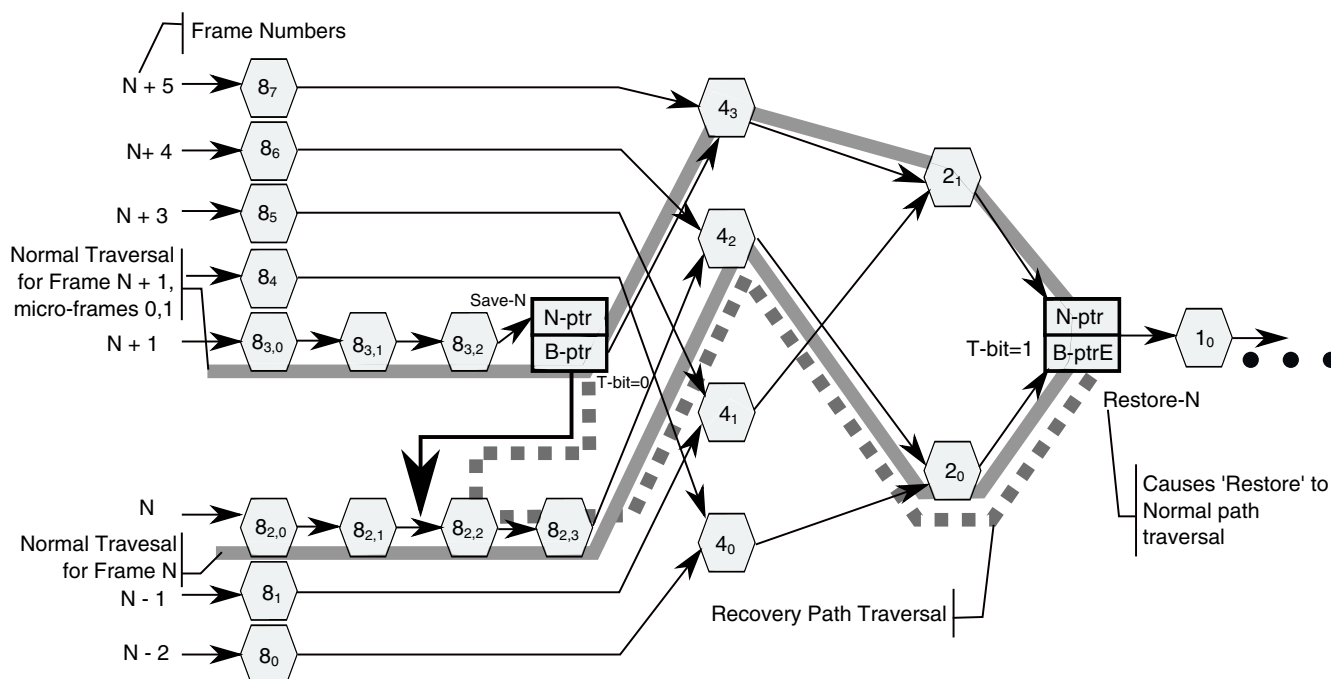 Frame Numbers
N + 5
8₇
4₃
N+ 4
8₆
2₁
N + 3
8₅
4₂
Normal Traversal
for Frame N + 1,
micro-frames 0,1
8₄
Save-N
N-ptr
B-ptr
T-bit=0
N + 1
8₃,₀
8₃,₁
8₃,₂
N-ptr
B-ptrE
T-bit=1
1₀
Restore-N
4₁
2₀
Causes 'Restore' to
Normal path
traversal
N
8₂,₀
8₂,₁
8₂,₂
8₂,₃
4₀
Normal Travesal
for Frame N
8₁
N - 1
Recovery Path Traversal
N - 2
8₀